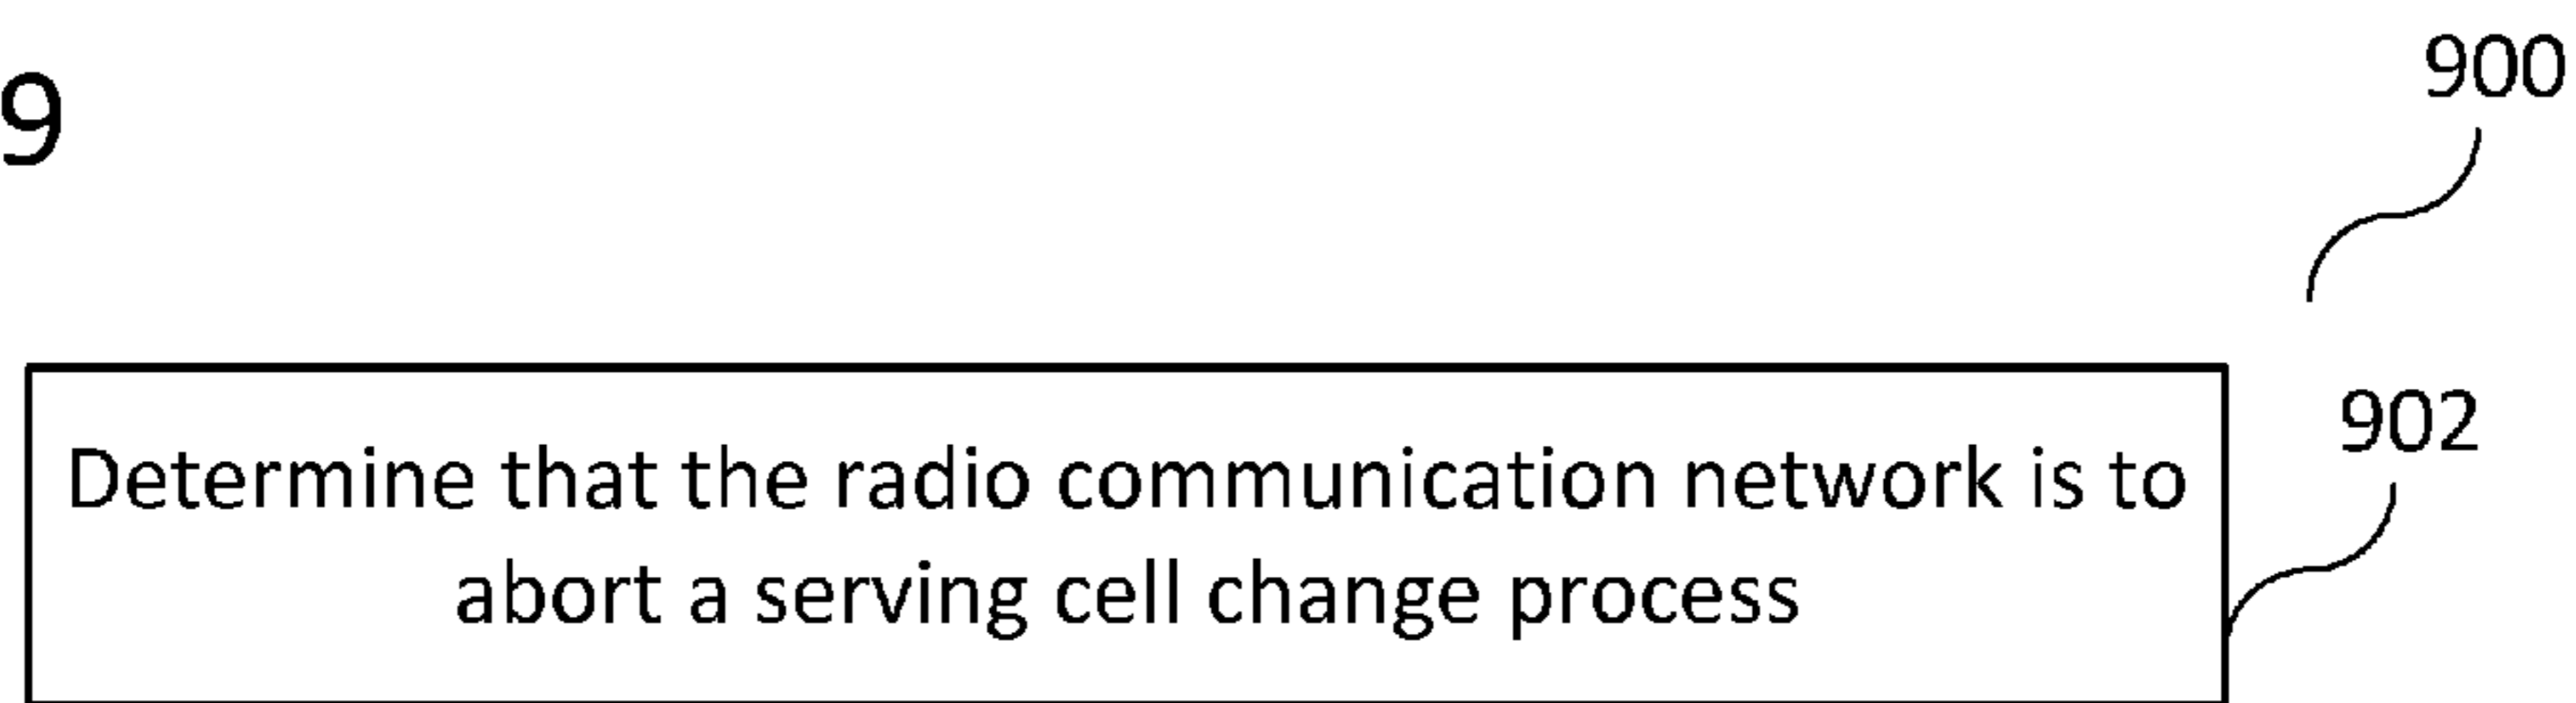 900
9
902
Determine that the radio communication network is to
abort a serving cell change process